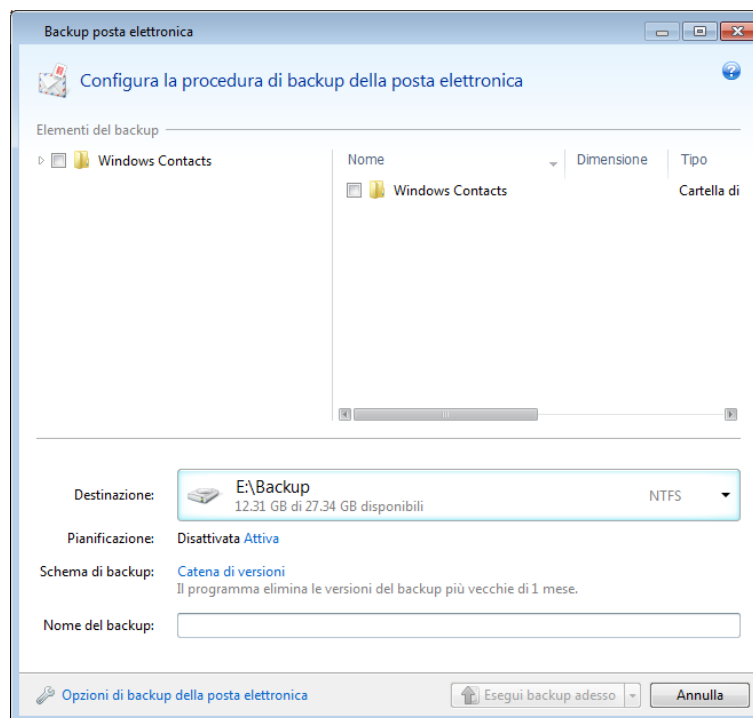 Backup posta elettronica
Configura la procedura di backup della posta elettronica
Elementi del backup
Windows Contacts
Nome Dimensione Tipo
Windows Contacts Cartella di
Destinazione: E:\Backup NTFS
12.31 GB di 27.34 GB disponibili
Pianificazione: Disattivata Attiva
Schema di backup: Catena di versioni
Il programma elimina le versioni del backup più vecchie di 1 mese.
Nome del backup:
Opzioni di backup della posta elettronica Esegui backup adesso Annulla